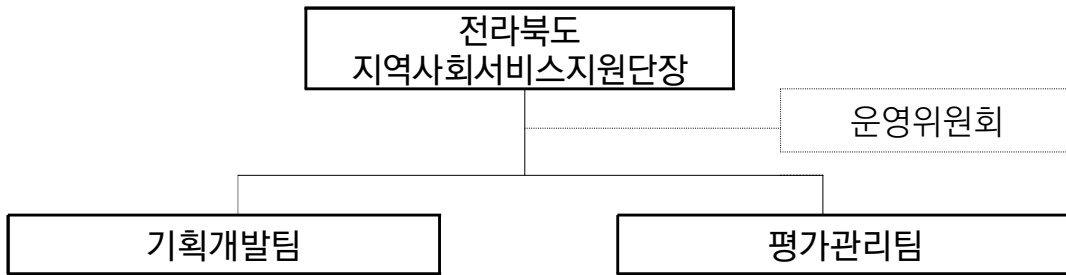 전라북도
지역사회서비스지원단장
운영위원회
기획개발팀
평가관리팀